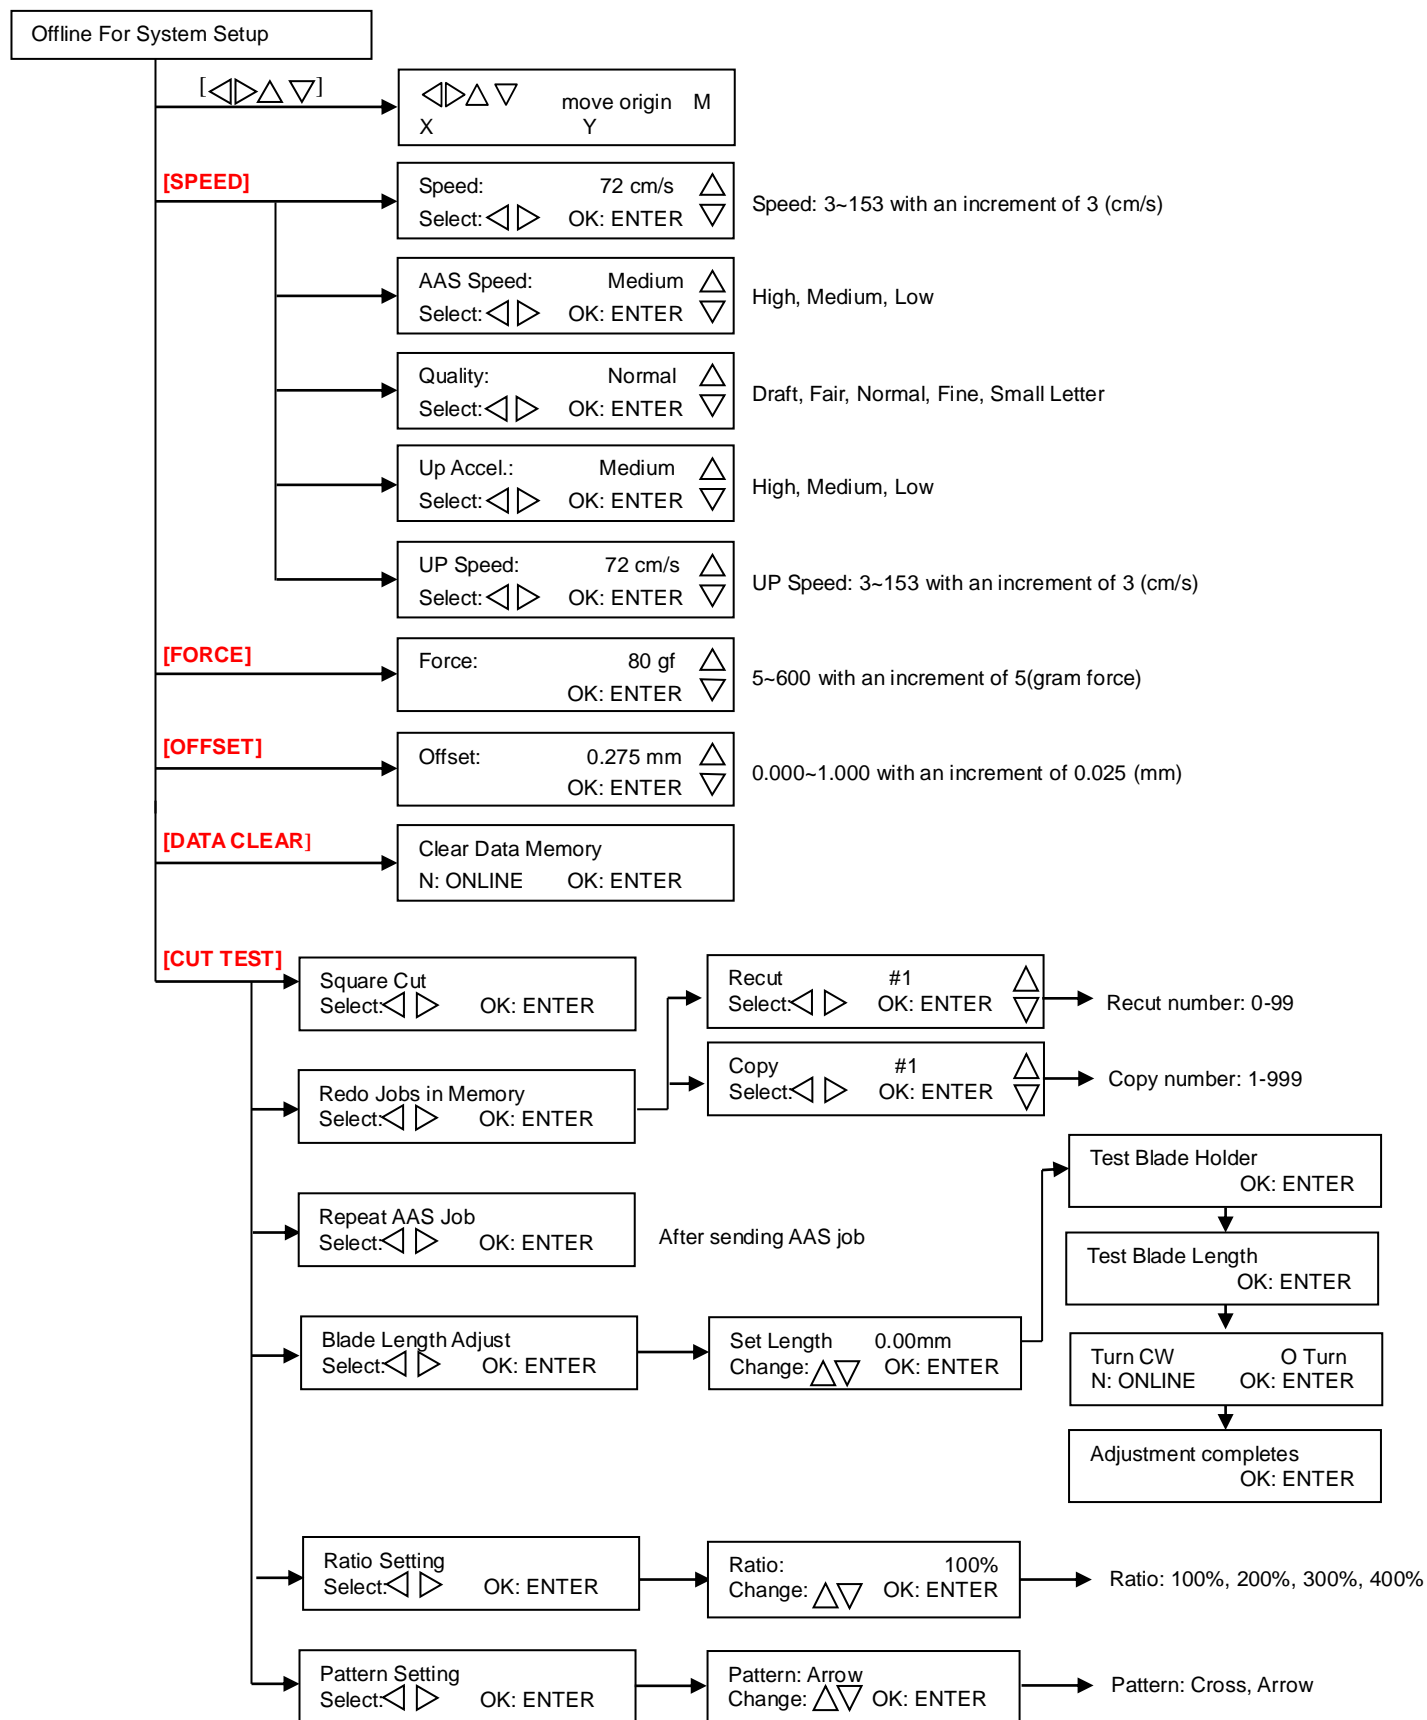 Offline For System Setup
[◁▷△ ▽]
◁▷△ ▽ move origin M
X Y
[SPEED]
Speed: 72 cm/s △
Select: ◁ ▷ OK: ENTER ▽
Speed: 3~153 with an increment of 3 (cm/s)
AAS Speed: Medium △
Select: ◁ ▷ OK: ENTER ▽
High, Medium, Low
Quality: Normal △
Select: ◁ ▷ OK: ENTER ▽
Draft, Fair, Normal, Fine, Small Letter
Up Accel.: Medium △
Select: ◁ ▷ OK: ENTER ▽
High, Medium, Low
UP Speed: 72 cm/s △
Select: ◁ ▷ OK: ENTER ▽
UP Speed: 3~153 with an increment of 3 (cm/s)
[FORCE]
Force: 80 gf △
OK: ENTER ▽
5~600 with an increment of 5(gram force)
[OFFSET]
Offset: 0.275 mm △
OK: ENTER ▽
0.000~1.000 with an increment of 0.025 (mm)
[DATA CLEAR]
Clear Data Memory
N: ONLINE OK: ENTER
[CUT TEST]
Square Cut
Select: ◁ ▷ OK: ENTER
Recut #1 △
Select: ◁ ▷ OK: ENTER ▽
Recut number: 0-99
Copy #1 △
Select: ◁ ▷ OK: ENTER ▽
Copy number: 1-999
Redo Jobs in Memory
Select: ◁ ▷ OK: ENTER
Repeat AAS Job
Select: ◁ ▷ OK: ENTER
After sending AAS job
Test Blade Holder
OK: ENTER
Test Blade Length
OK: ENTER
Blade Length Adjust
Select: ◁ ▷ OK: ENTER
Set Length 0.00mm
Change: △▽ OK: ENTER
Turn CW O Turn
N: ONLINE OK: ENTER
Adjustment completes
OK: ENTER
Ratio Setting
Select: ◁ ▷ OK: ENTER
Ratio: 100%
Change: △▽ OK: ENTER
Ratio: 100%, 200%, 300%, 400%
Pattern Setting
Select: ◁ ▷ OK: ENTER
Pattern: Arrow
Change: △▽ OK: ENTER
Pattern: Cross, Arrow